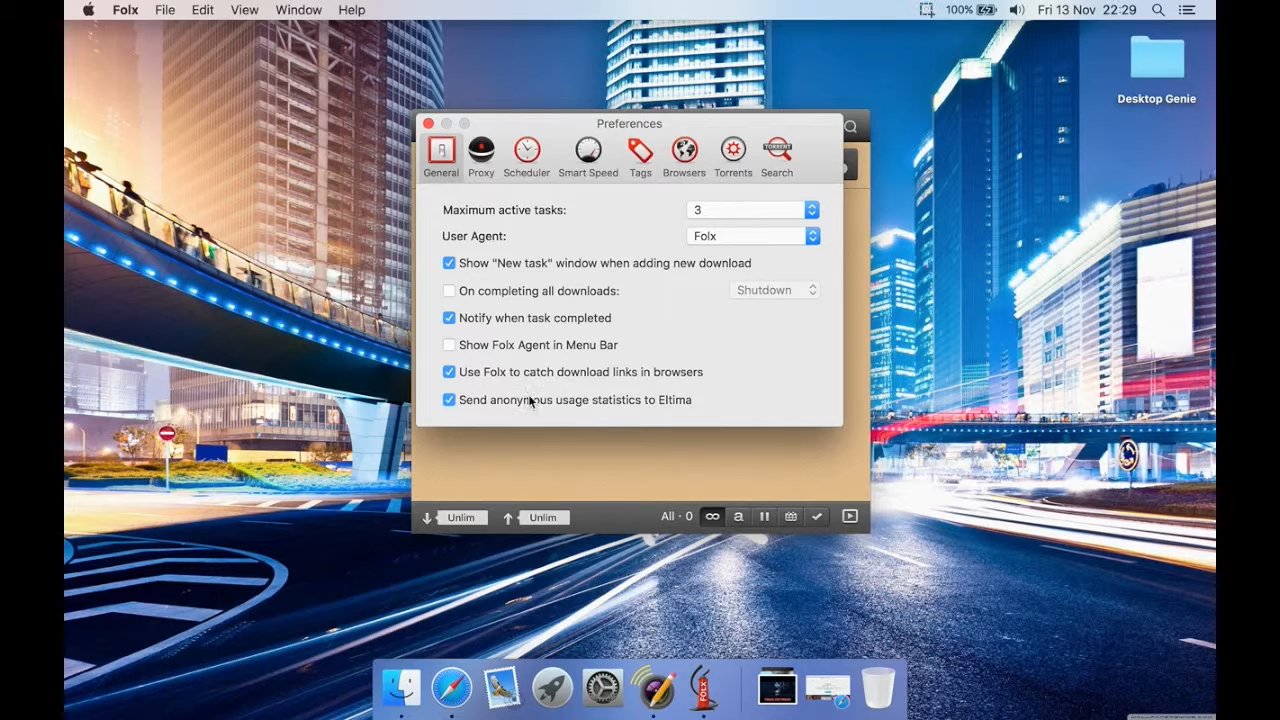 Folx File Edit View Window Help 100% Fri 13 Nov 22:29
Desktop Genie
Preferences
TORRENT
General Proxy Scheduler Smart Speed Tags Browsers Torrents Search
Maximum active tasks: 3
User Agent: Folx
Show "New task" window when adding new download
On completing all downloads: Shutdown
Notify when task completed
Show Folx Agent in Menu Bar
Use Folx to catch download links in browsers
Send anonymous usage statistics to Eltima
Unlim Unlim All · 0 a
FOLX